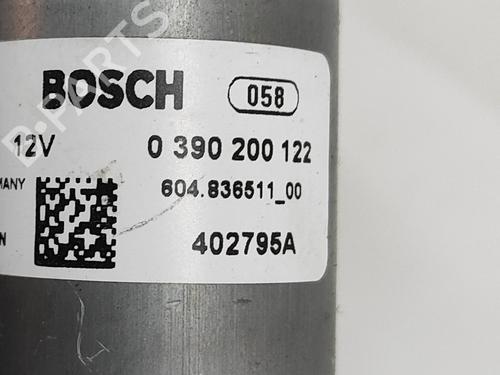 BOSCH
058
12V 0 390 200 122
MANY 604.836511_00
N 402795A
B-PARTS